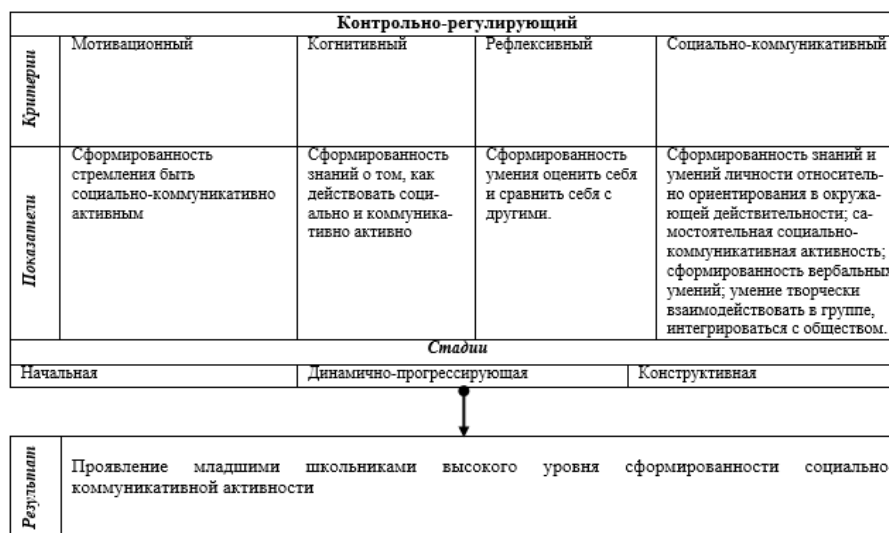 Контрольно-регулирующий
Критерии
Мотивационный
Когнитивный
Рефлексивный
Социально-коммуникативный
Показатели
Сформированность
стремления быть
социально-коммуникативно
активным
Сформированность
знаний о том, как
действовать соци-
ально и коммуника-
тивно активно
Сформированность
умения оценить себя
и сравнить себя с
другими.
Сформированность знаний и
умений личности относитель-
но ориентирования в окружа-
ющей действительности; са-
мостоятельная социально-
коммуникативная активность;
сформированность вербальных
умений; умение творчески
взаимодействовать в группе,
интегрироваться с обществом.
Стадии
Начальная
Динамично-прогрессирующая
Конструктивная
Результат
Проявление младшими школьниками высокого уровня сформированности социально
коммуникативной активности